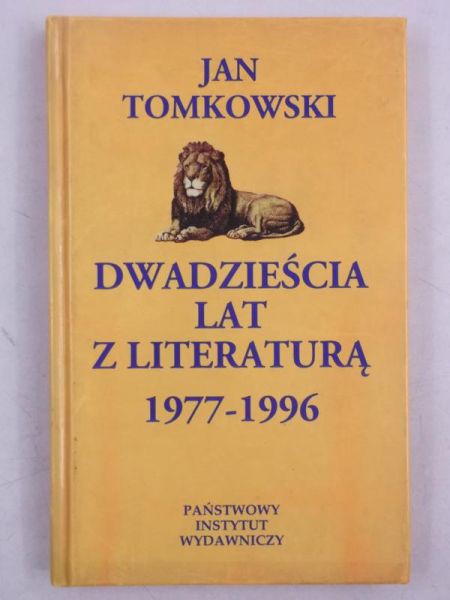 JAN
TOMKOWSKI
DWADZIEŚCIA
LAT
Z LITERATURĄ
1977-1996
PAŃSTWOWY
INSTYTUT
WYDAWNICZY